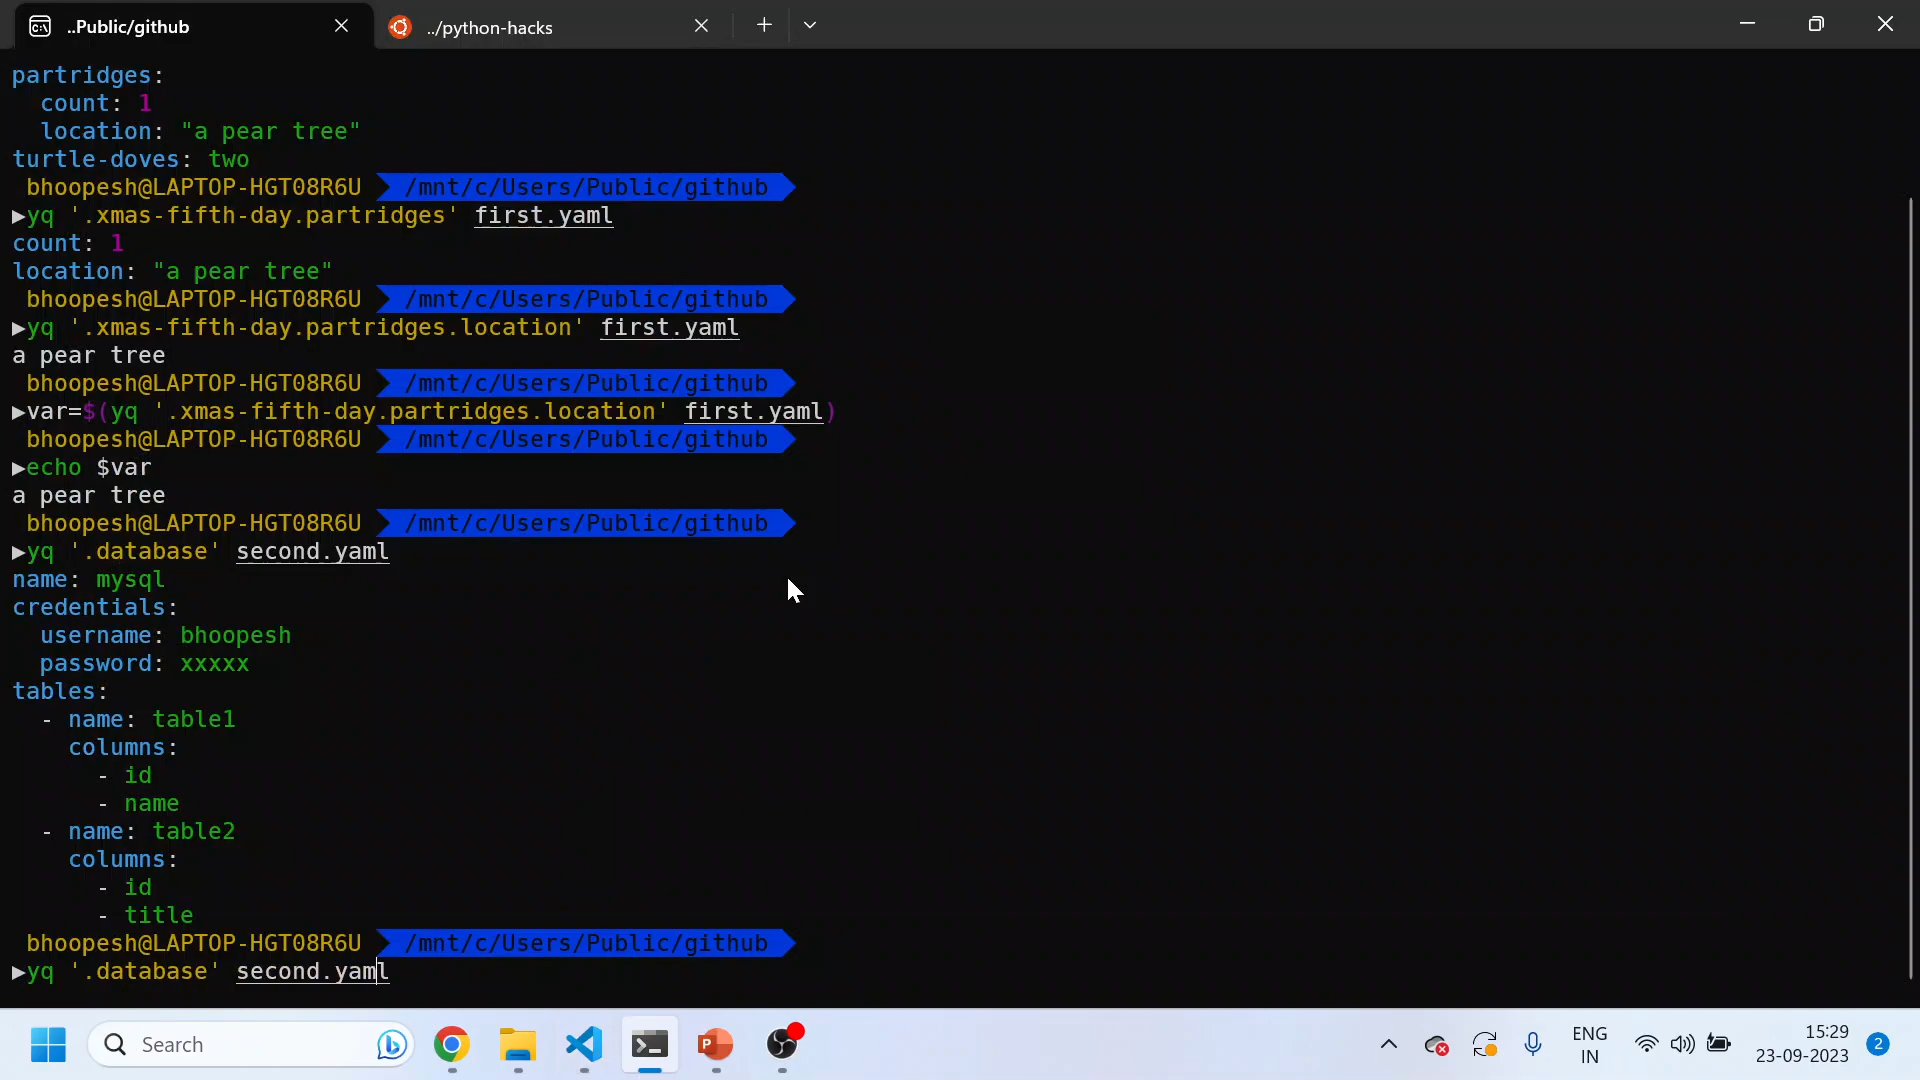 ..Public/github
../python-hacks
partridges:
count: 1
location: "a pear tree"
turtle-doves: two
bhoopesh@LAPTOP-HGT08R6U /mnt/c/Users/Public/github
▶yq '.xmas-fifth-day.partridges' first.yaml
count: 1
location: "a pear tree"
bhoopesh@LAPTOP-HGT08R6U /mnt/c/Users/Public/github
▶yq '.xmas-fifth-day.partridges.location' first.yaml
a pear tree
bhoopesh@LAPTOP-HGT08R6U /mnt/c/Users/Public/github
▶var=$(yq '.xmas-fifth-day.partridges.location' first.yaml)
bhoopesh@LAPTOP-HGT08R6U /mnt/c/Users/Public/github
▶echo $var
a pear tree
bhoopesh@LAPTOP-HGT08R6U /mnt/c/Users/Public/github
▶yq '.database' second.yaml
name: mysql
credentials:
username: bhoopesh
password: xxxxx
tables:
- name: table1
columns:
- id
- name
- name: table2
columns:
- id
- title
bhoopesh@LAPTOP-HGT08R6U /mnt/c/Users/Public/github
▶yq '.database' second.yaml
Search
ENG
IN
15:29
23-09-2023
2